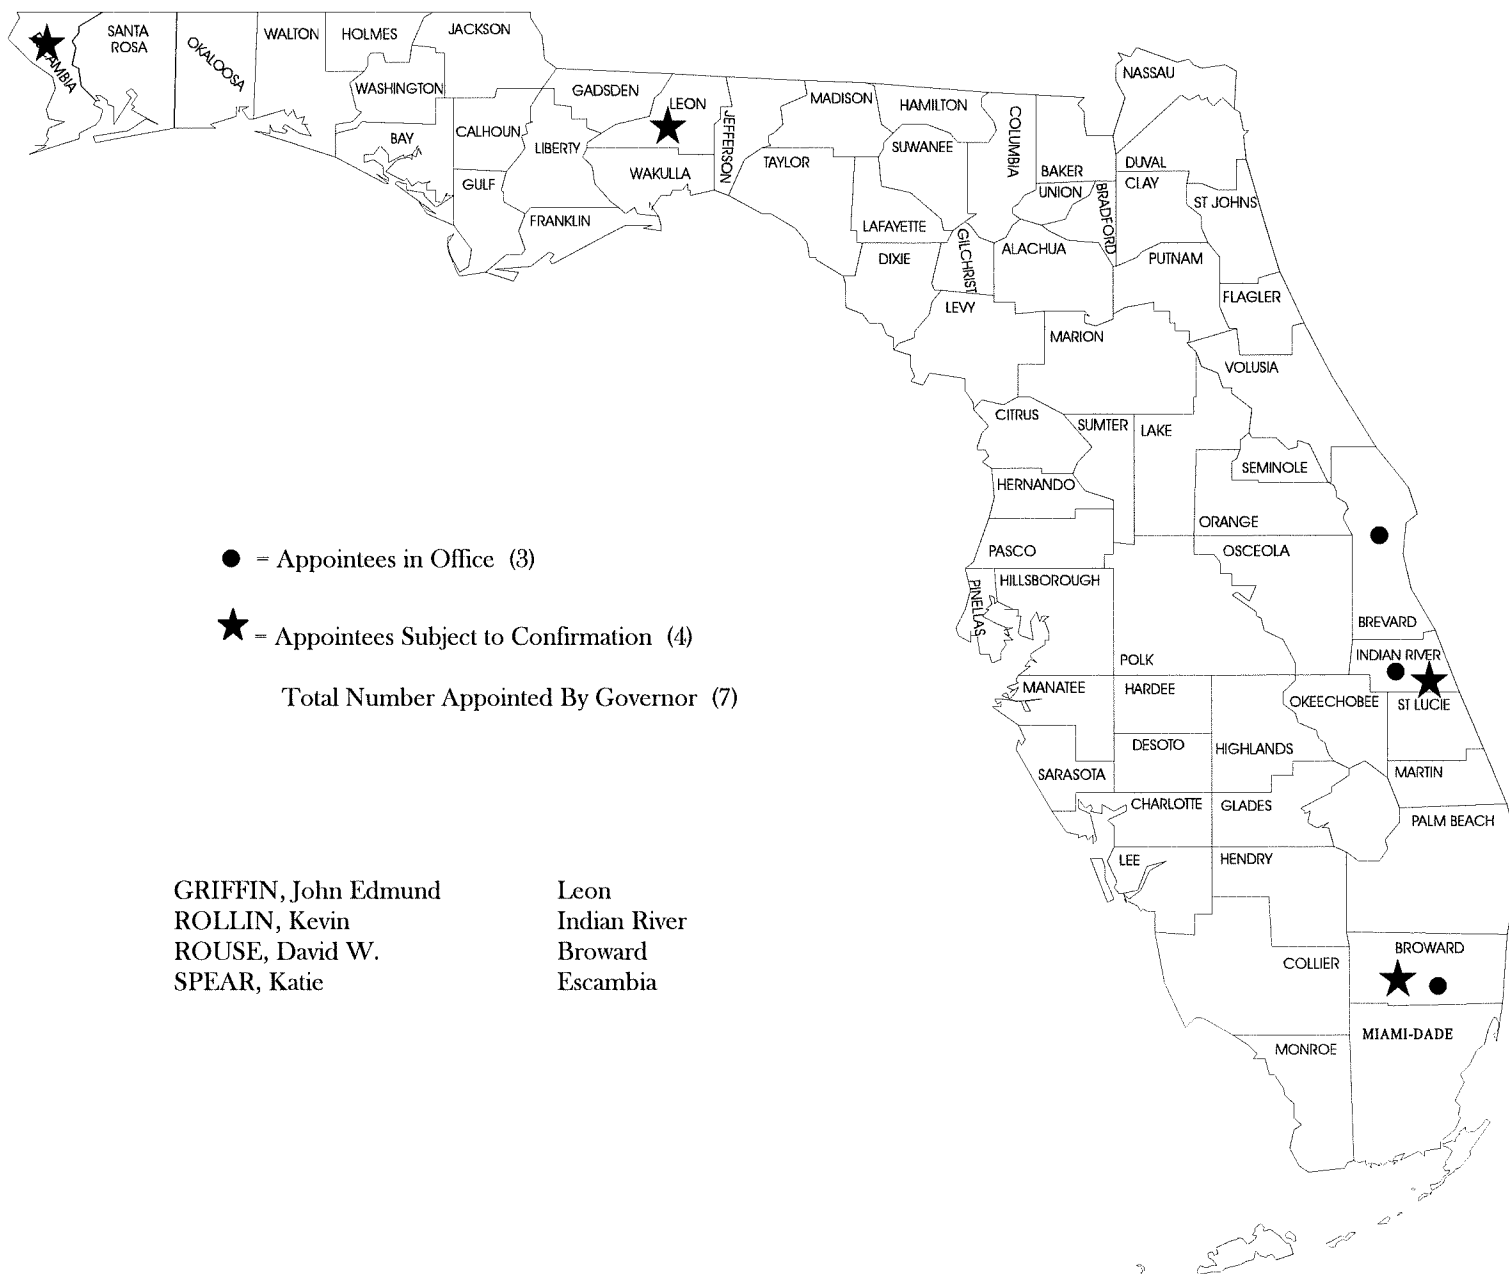 SANTA
ROSA
OKALOOSA
WALTON
HOLMES
JACKSON
WASHINGTON
BAY
CALHOUN
GULF
GADSDEN
LIBERTY
FRANKLIN
LEON
WAKULLA
JEFFERSON
MADISON
TAYLOR
HAMILTON
SUWANEE
LAFAYETTE
DIXIE
COLUMBIA
GILCHRIST
BAKER
UNION
BRADFORD
ALACHUA
LEVY
NASSAU
DUVAL
CLAY
ST JOHNS
PUTNAM
FLAGLER
MARION
VOLUSIA
CITRUS
SUMTER
LAKE
SEMINOLE
HERNANDO
ORANGE
PASCO
OSCEOLA
HILLSBOROUGH
PINELLAS
POLK
BREVARD
INDIAN RIVER
MANATEE
HARDEE
OKEECHOBEE
ST LUCIE
DESOTO
HIGHLANDS
SARASOTA
MARTIN
CHARLOTTE
GLADES
PALM BEACH
LEE
HENDRY
BROWARD
COLLIER
MIAMI-DADE
MONROE
= Appointees in Office (3)
= Appointees Subject to Confirmation (4)
Total Number Appointed By Governor (7)
GRIFFIN, John Edmund Leon
ROLLIN, Kevin Indian River
ROUSE, David W. Broward
SPEAR, Katie Escambia